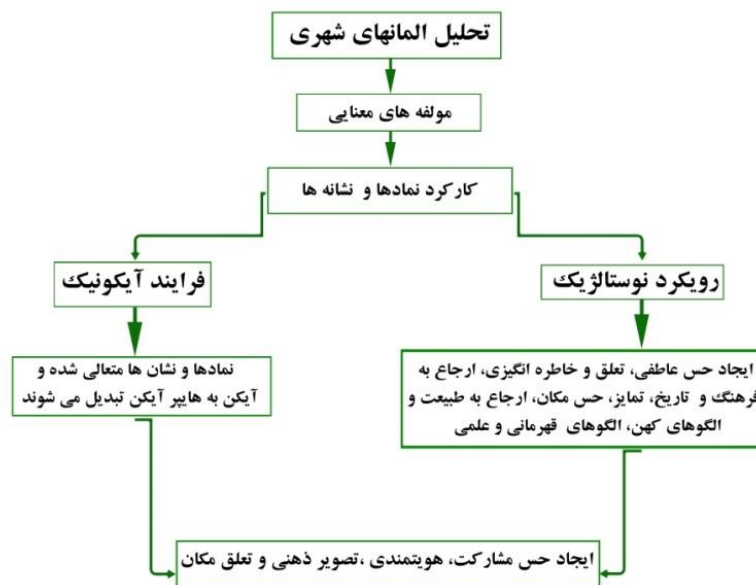 تحلیل المانهای شهری
مولفه های معنایی
کارکرد نمادها و نشانه ها
رویکرد نوستالژیک
فرایند آیکونیک
ایجاد حس عاطفی، تعلق و خاطره انگیزی، ارجاع به
فرهنگ و تاریخ، تمایز، حس مکان، ارجاع به طبیعت و
الگوهای کهن، الگوهای قهرمانی و علمی
نمادها و نشان ها متعالی شده و
آیکن به هایپر آیکن تبدیل می شوند
ایجاد حس مشارکت، هویتمندی ،تصویر ذهنی و تعلق مکان